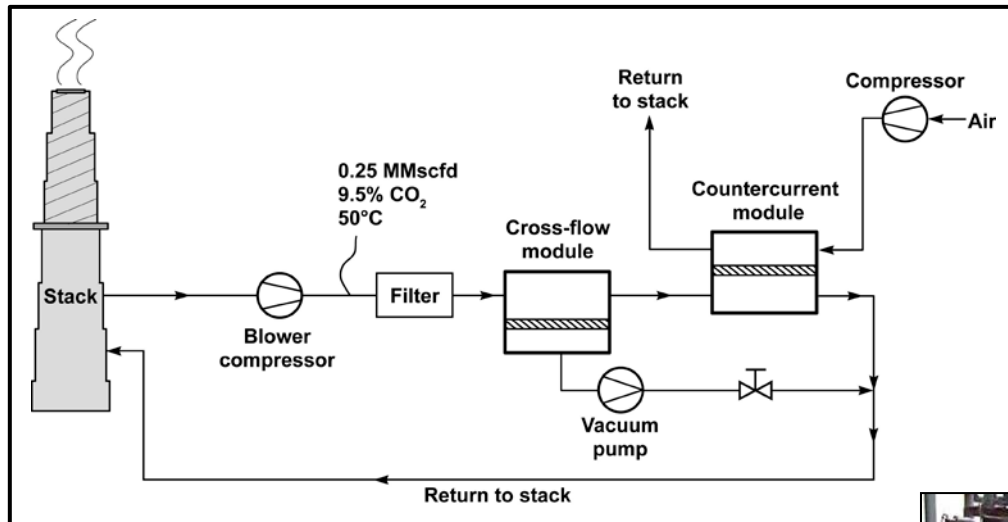 Return
to stack
Compressor
Air
0.25 MMscfd
9.5% CO₂
50°C
Countercurrent
module
Cross-flow
module
Stack
Filter
Blower
compressor
Vacuum
pump
Return to stack